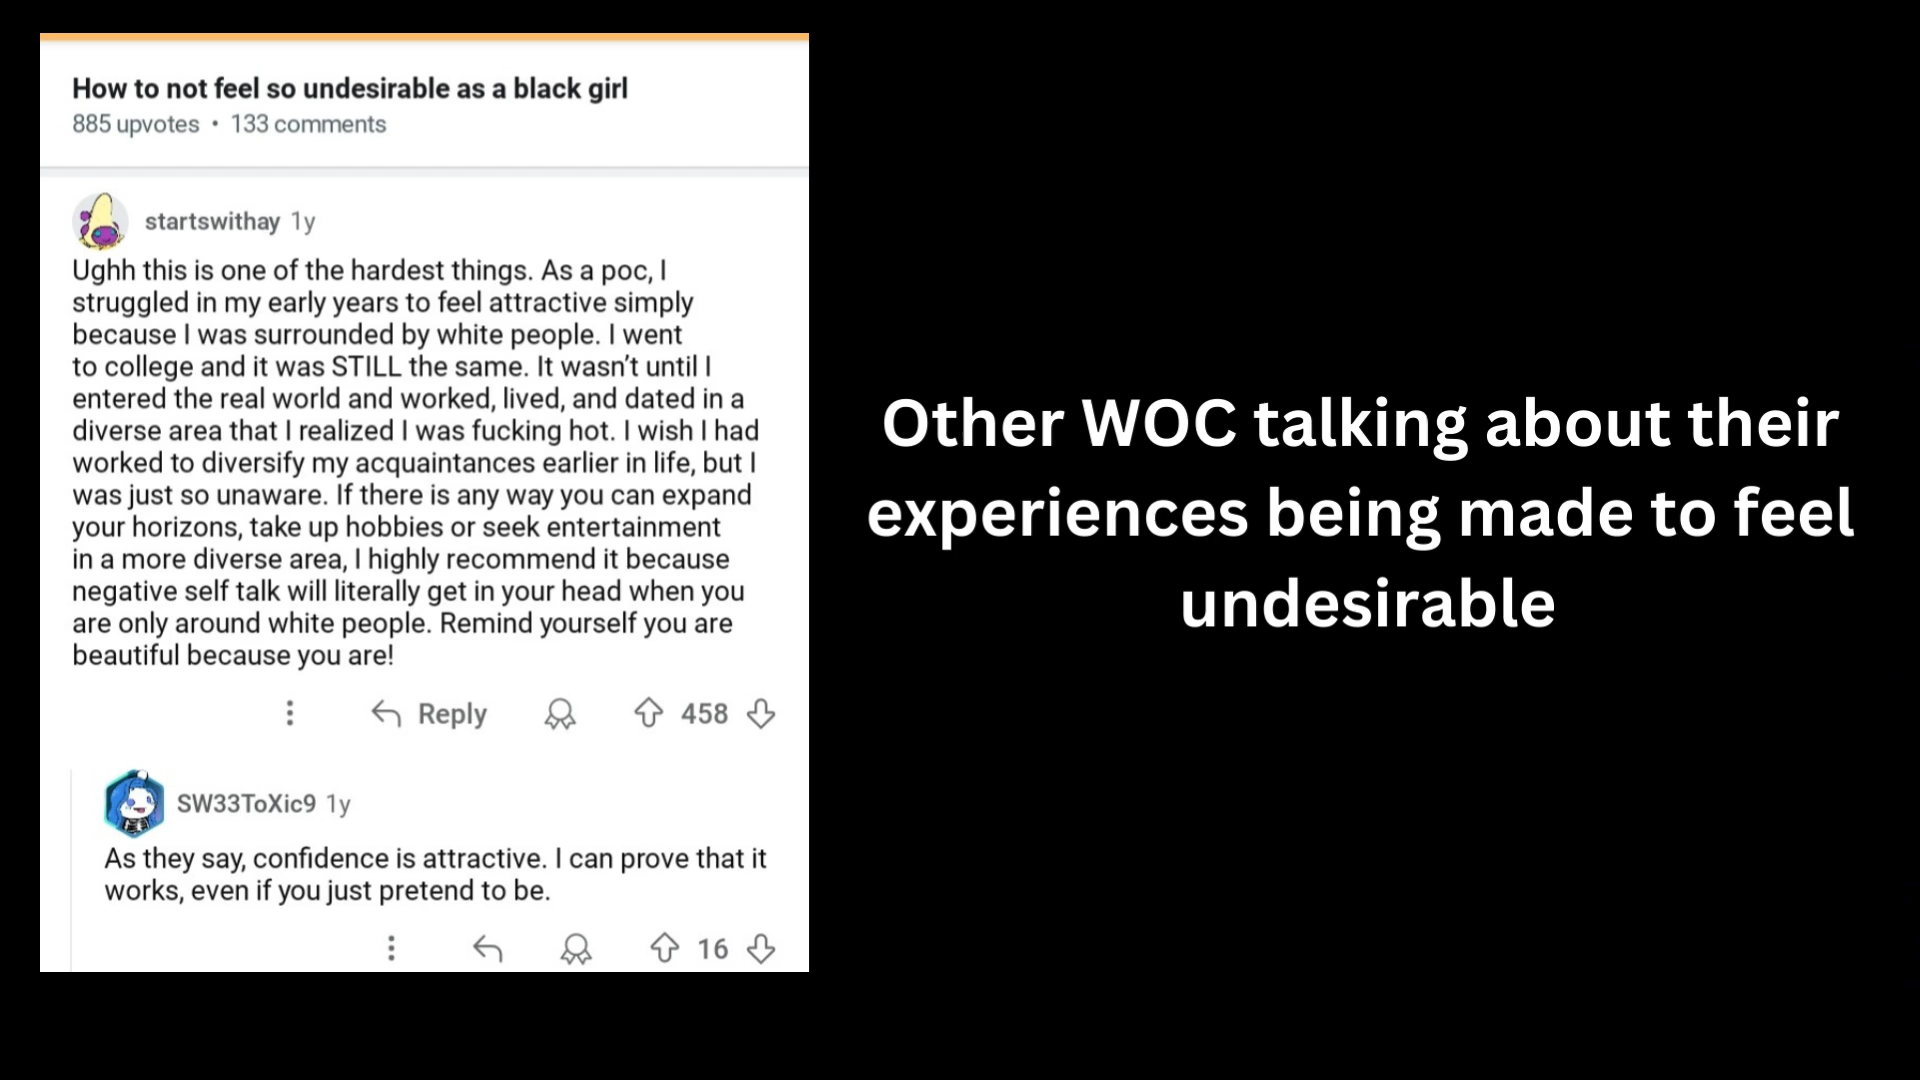 How to not feel so undesirable as a black girl
885 upvotes • 133 comments
startswithay 1y
Ughh this is one of the hardest things. As a poc, I
struggled in my early years to feel attractive simply
because I was surrounded by white people. I went
to college and it was STILL the same. It wasn't until I
entered the real world and worked, lived, and dated in a
diverse area that I realized I was fucking hot. I wish I had
worked to diversify my acquaintances earlier in life, but I
was just so unaware. If there is any way you can expand
your horizons, take up hobbies or seek entertainment
in a more diverse area, I highly recommend it because
negative self talk will literally get in your head when you
are only around white people. Remind yourself you are
beautiful because you are!
Reply 458
SW33ToXic9 1y
As they say, confidence is attractive. I can prove that it
works, even if you just pretend to be.
16
Other WOC talking about their
experiences being made to feel
undesirable